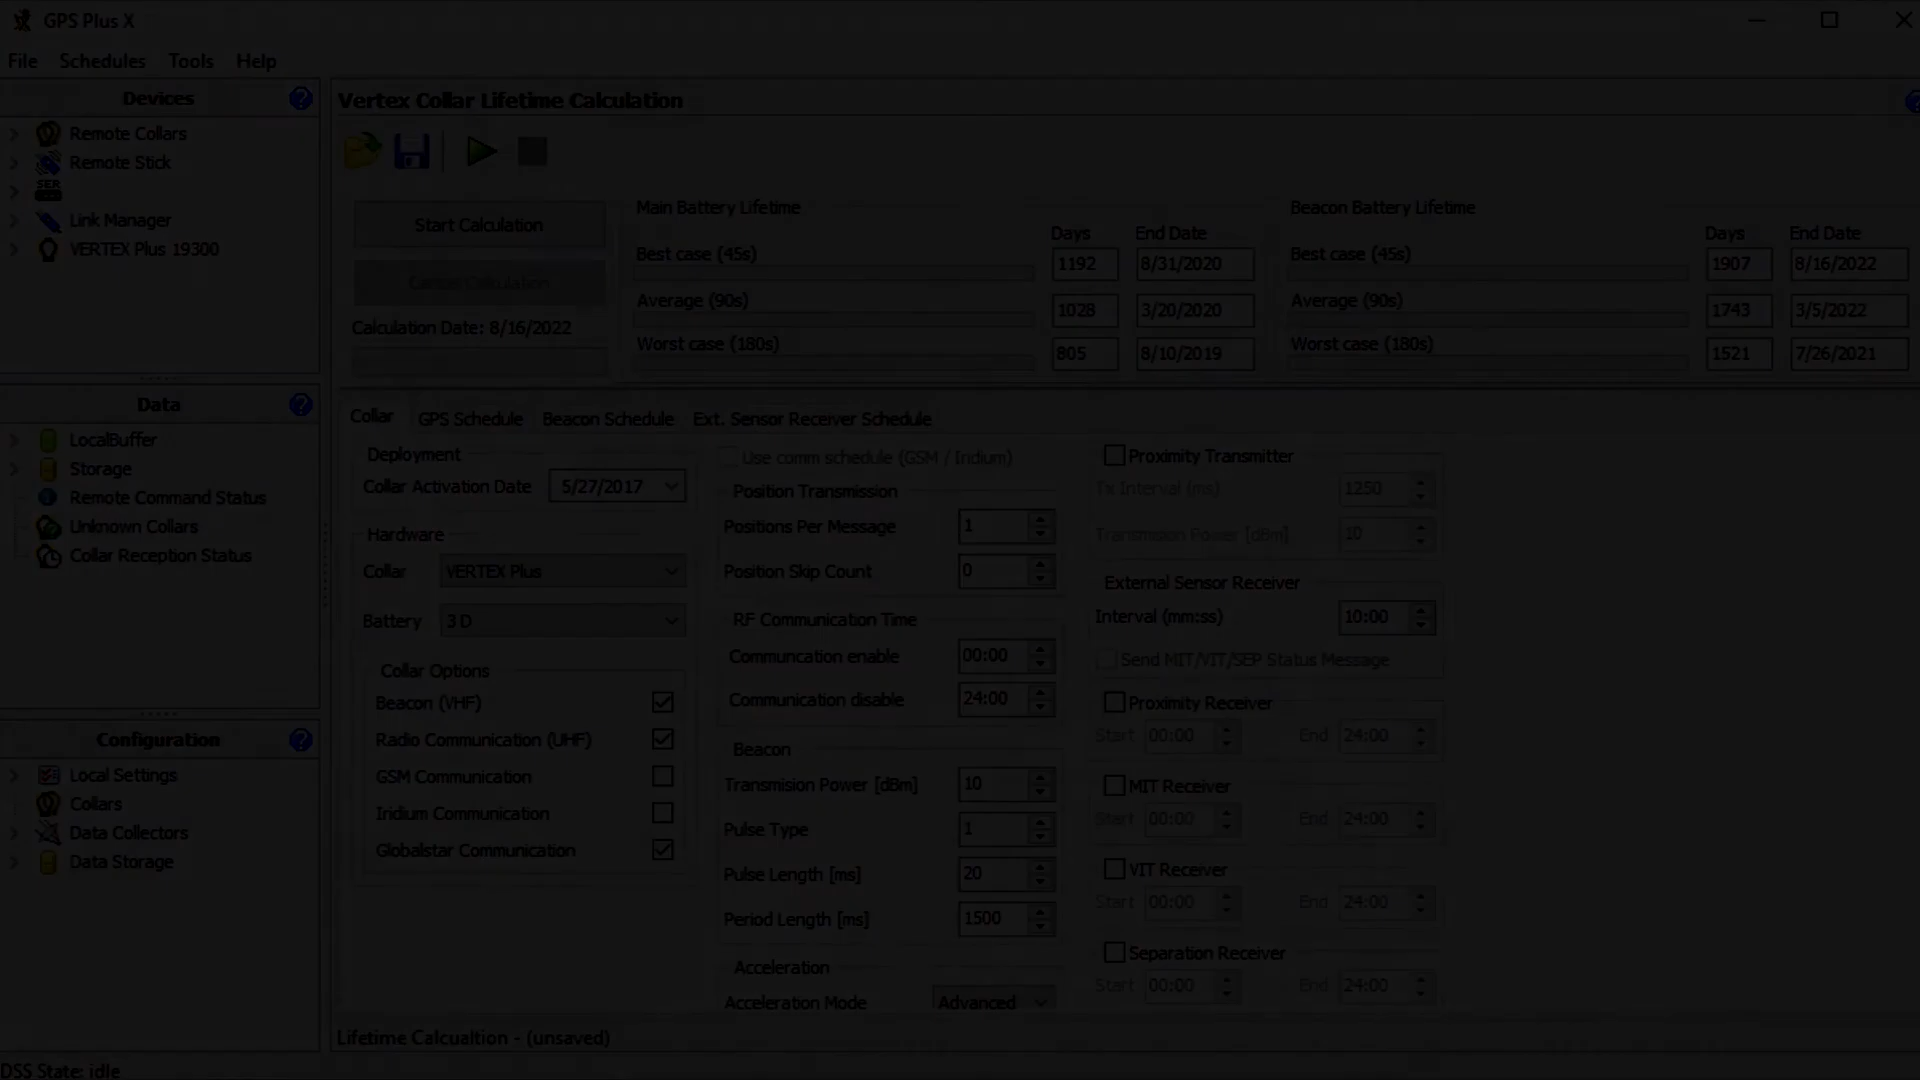 GPS Plus X
File Schedules Tools Help
Devices
Remote Collars
Remote Stick
SER
Link Manager
VERTEX Plus 19300
Data
LocalBuffer
Storage
Remote Command Status
Unknown Collars
Collar Reception Status
Configuration
Local Settings
Collars
Data Collectors
Data Storage
Vertex Collar Lifetime Calculation
Start Calculation
Cancel Calculation
Calculation Date: 8/16/2022
Main Battery Lifetime
Days End Date
Best case (45s) 1192 8/31/2020
Average (90s) 1028 3/20/2020
Worst case (180s) 805 8/10/2019
Beacon Battery Lifetime
Days End Date
Best case (45s) 1907 8/16/2022
Average (90s) 1743 3/5/2022
Worst case (180s) 1521 7/26/2021
Collar GPS Schedule Beacon Schedule Ext. Sensor Receiver Schedule
Deployment
Collar Activation Date 5/27/2017
Hardware
Collar VERTEX Plus
Battery 3 D
Collar Options
Beacon (VHF)
Radio Communication (UHF)
GSM Communication
Iridium Communication
Globalstar Communication
Use comm schedule (GSM / Iridium)
Position Transmission
Positions Per Message 1
Position Skip Count 0
RF Communication Time
Communcation enable 00:00
Communication disable 24:00
Beacon
Transmision Power [dBm] 10
Pulse Type 1
Pulse Length [ms] 20
Period Length [ms] 1500
Acceleration
Acceleration Mode Advanced
Proximity Transmitter
Tx Interval (ms) 1250
Transmision Power [dBm] 10
External Sensor Receiver
Interval (mm:ss) 10:00
Send MIT/VIT/SEP Status Message
Proximity Receiver
Start 00:00 End 24:00
MIT Receiver
Start 00:00 End 24:00
VIT Receiver
Start 00:00 End 24:00
Separation Receiver
Start 00:00 End 24:00
Lifetime Calcualtion - (unsaved)
DSS State: idle